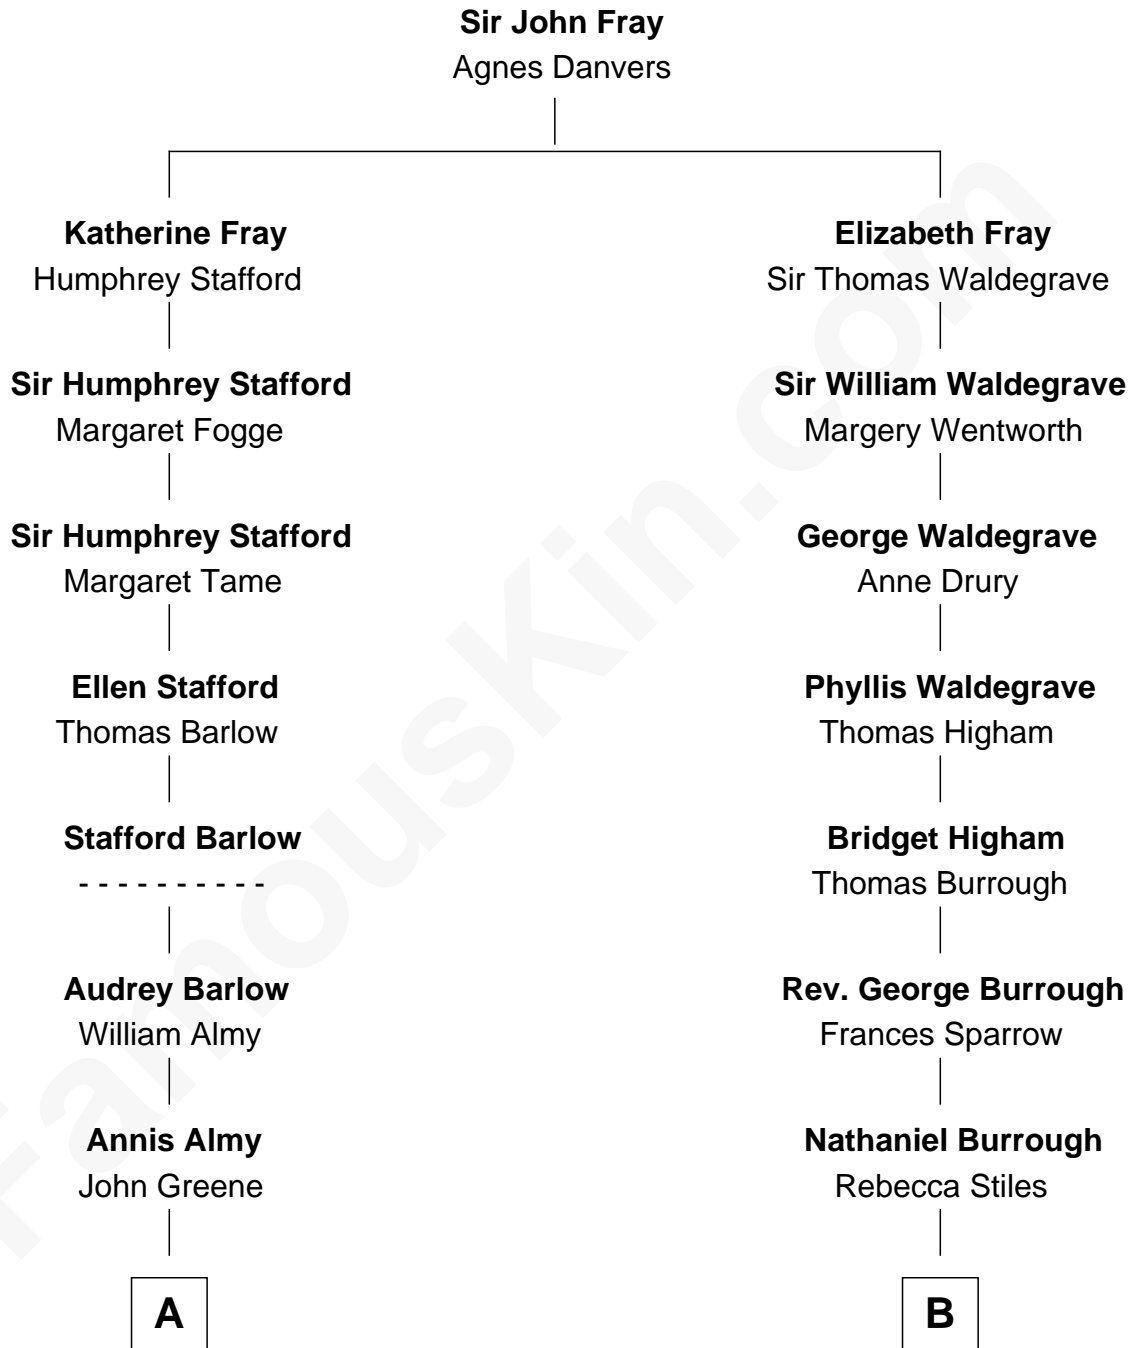 Sir John Fray
Agnes Danvers
Katherine Fray
Humphrey Stafford
Elizabeth Fray
Sir Thomas Waldegrave
Sir Humphrey Stafford
Margaret Fogge
Sir William Waldegrave
Margery Wentworth
Sir Humphrey Stafford
Margaret Tame
George Waldegrave
Anne Drury
Ellen Stafford
Thomas Barlow
Phyllis Waldegrave
Thomas Higham
Stafford Barlow
- - - - - - - - - -
Bridget Higham
Thomas Burrough
Audrey Barlow
William Almy
Rev. George Burrough
Frances Sparrow
Annis Almy
John Greene
Nathaniel Burrough
Rebecca Stiles
A
B
FamousKin.com